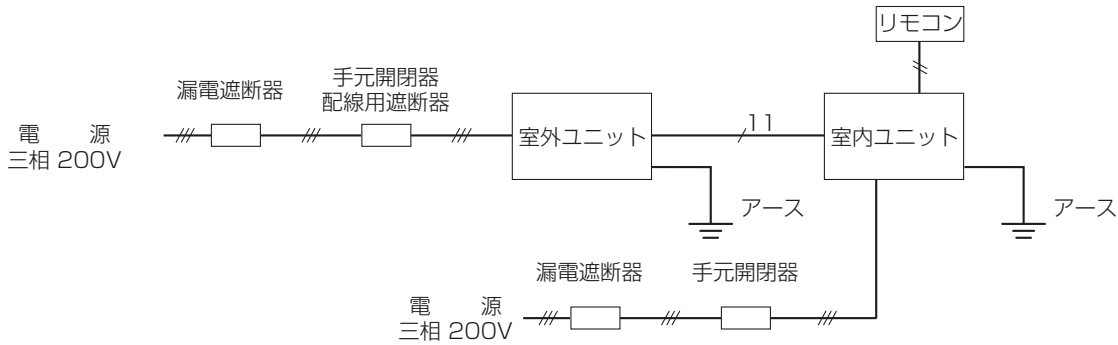 リモコン
漏電遮断器
手元開閉器
配線用遮断器
電　源
三相 200V
室外ユニット
11
室内ユニット
アース
アース
漏電遮断器
手元開閉器
電　源
三相 200V